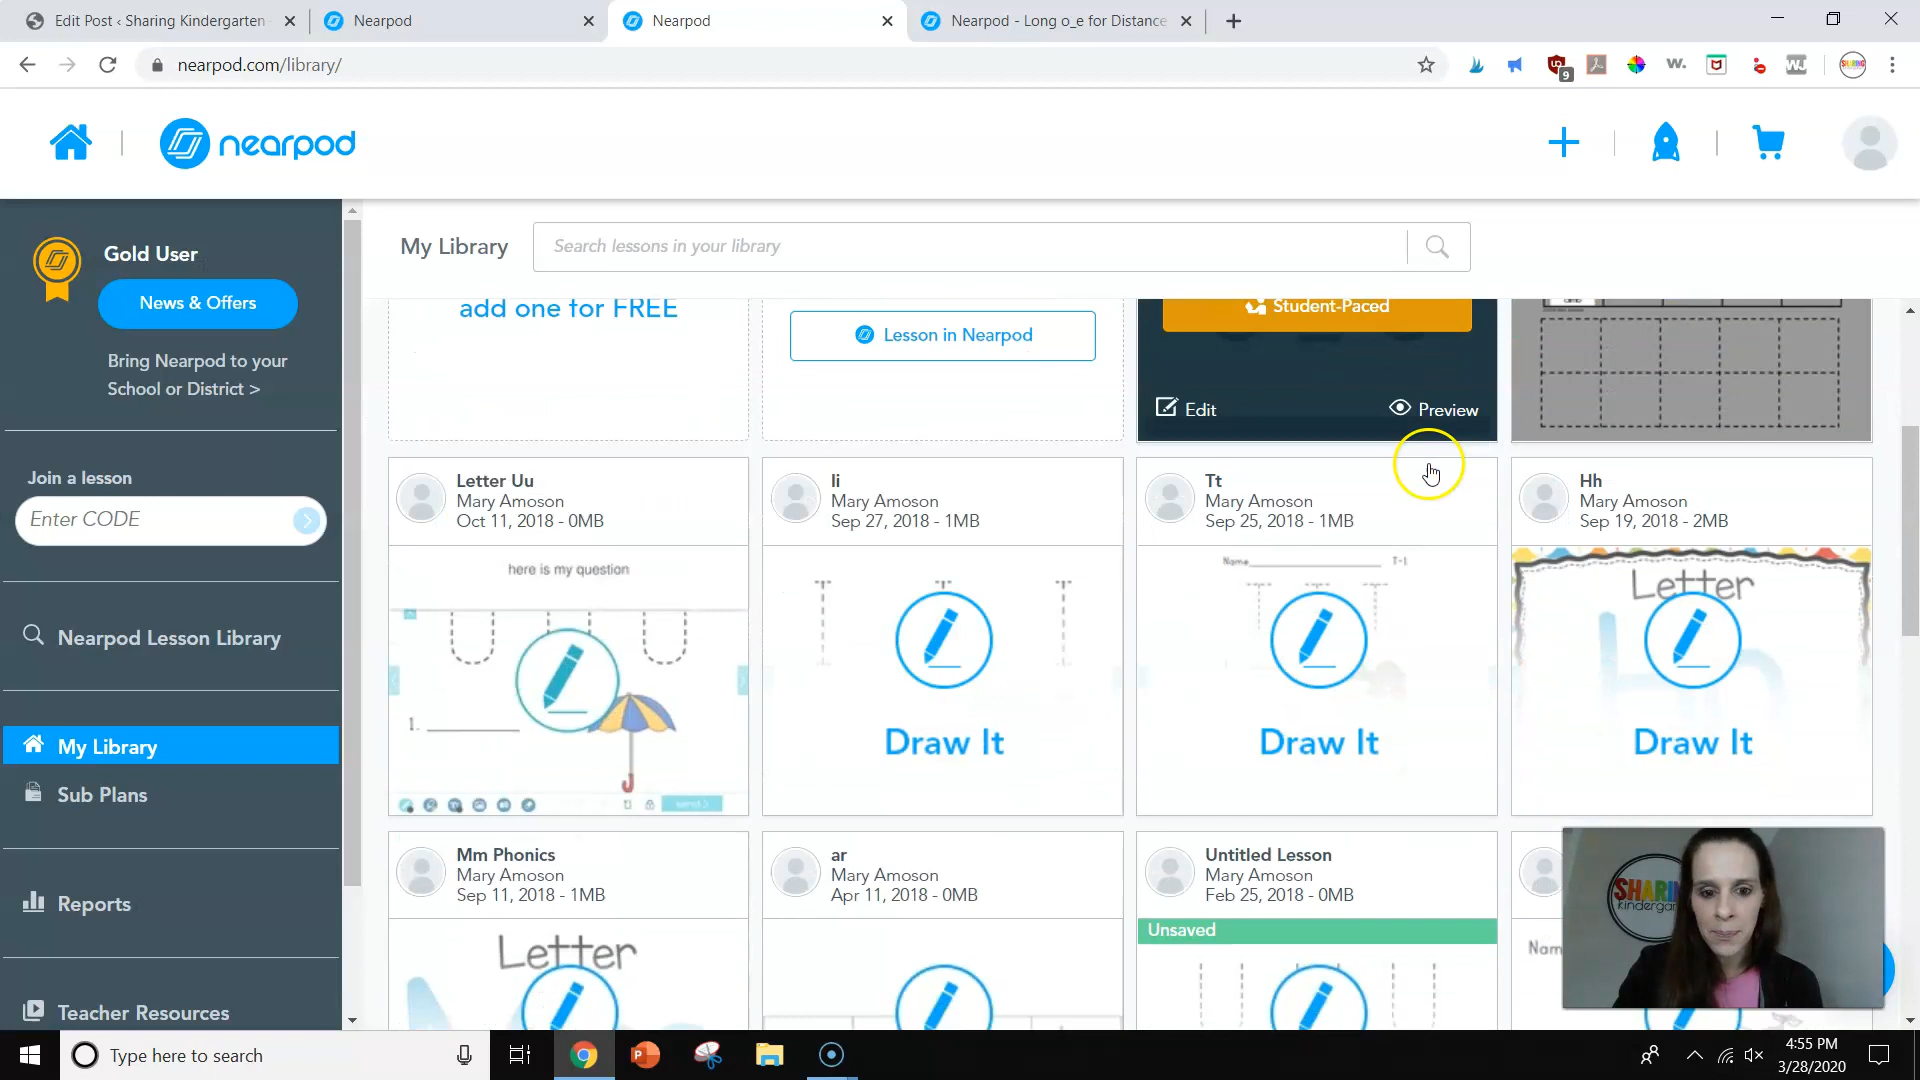 Edit Post ‹ Sharing Kindergarten
Nearpod
Nearpod
Nearpod - Long o_e for Distance
nearpod.com/library/
9
nearpod
Gold User
News & Offers
Bring Nearpod to your
School or District >
Join a lesson
Enter CODE
Nearpod Lesson Library
My Library
Sub Plans
Reports
Teacher Resources
My Library
Search lessons in your library
add one for FREE
Lesson in Nearpod
Student-Paced
Edit
Preview
Letter Uu
Mary Amoson
Oct 11, 2018 - 0MB
here is my question
1.
Ii
Mary Amoson
Sep 27, 2018 - 1MB
Draw It
Tt
Mary Amoson
Sep 25, 2018 - 1MB
Name T-1
Draw It
Hh
Mary Amoson
Sep 19, 2018 - 2MB
Letter
Draw It
Mm Phonics
Mary Amoson
Sep 11, 2018 - 1MB
Letter
ar
Mary Amoson
Apr 11, 2018 - 0MB
Untitled Lesson
Mary Amoson
Feb 25, 2018 - 0MB
Unsaved
Nam
SHARIN
kindergar
Type here to search
4:55 PM
3/28/2020